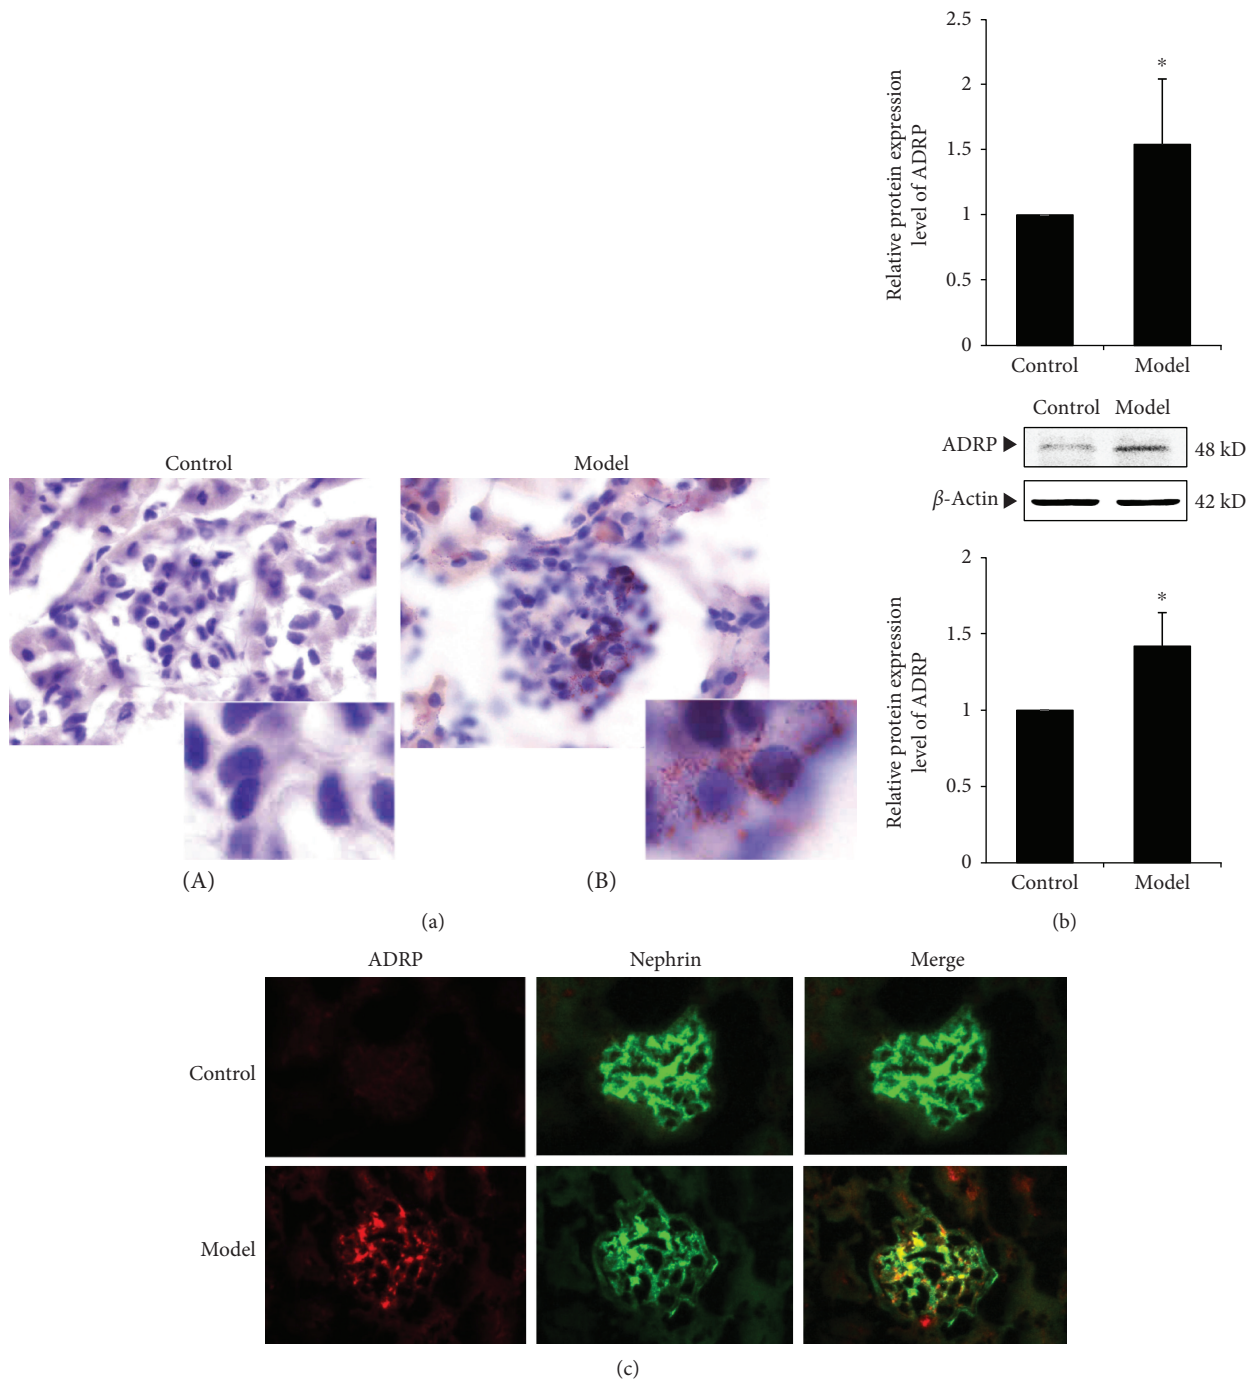 2.5
2
1.5
1
0.5
0
Relative protein expression
level of ADRP
*
Control Model
Control Model
ADRP 48 kD
β-Actin 42 kD
Control Model
(A) (B)
(a)
2
1.5
1
0.5
0
Relative protein expression
level of ADRP
*
Control Model
(b)
ADRP Nephrin Merge
Control
Model
(c)